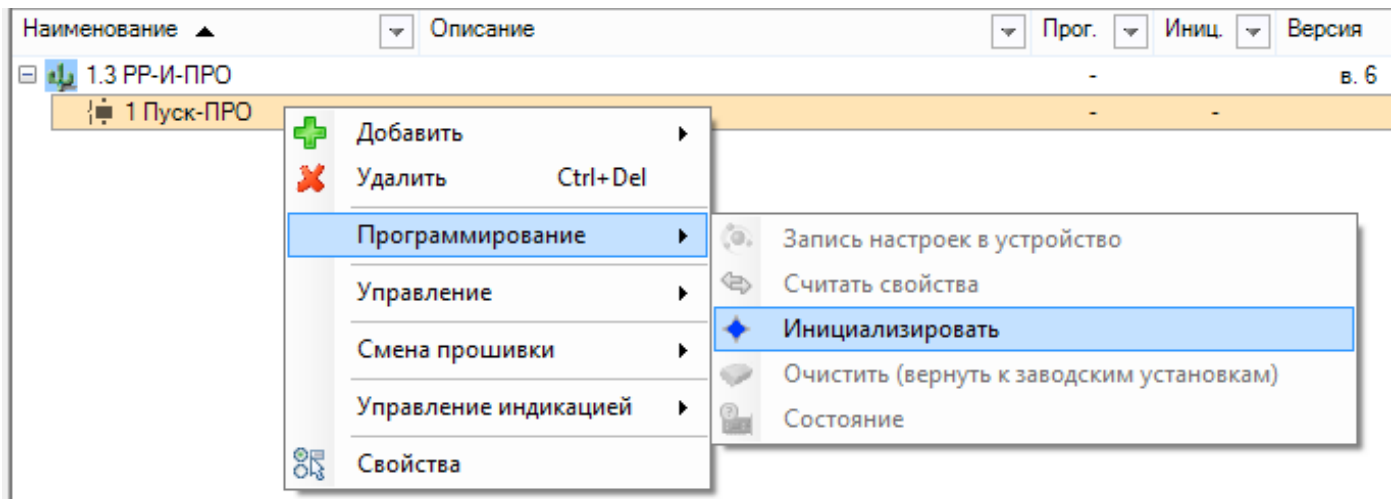 Наименование Описание Прог. Иниц. Версия
1.3 РР-И-ПРО - в. 6
1 Пуск-ПРО - -
Добавить
Удалить Ctrl+Del
Программирование
Запись настроек в устройство
Считать свойства
Управление
Инициализировать
Смена прошивки
Очистить (вернуть к заводским установкам)
Управление индикацией
Состояние
Свойства